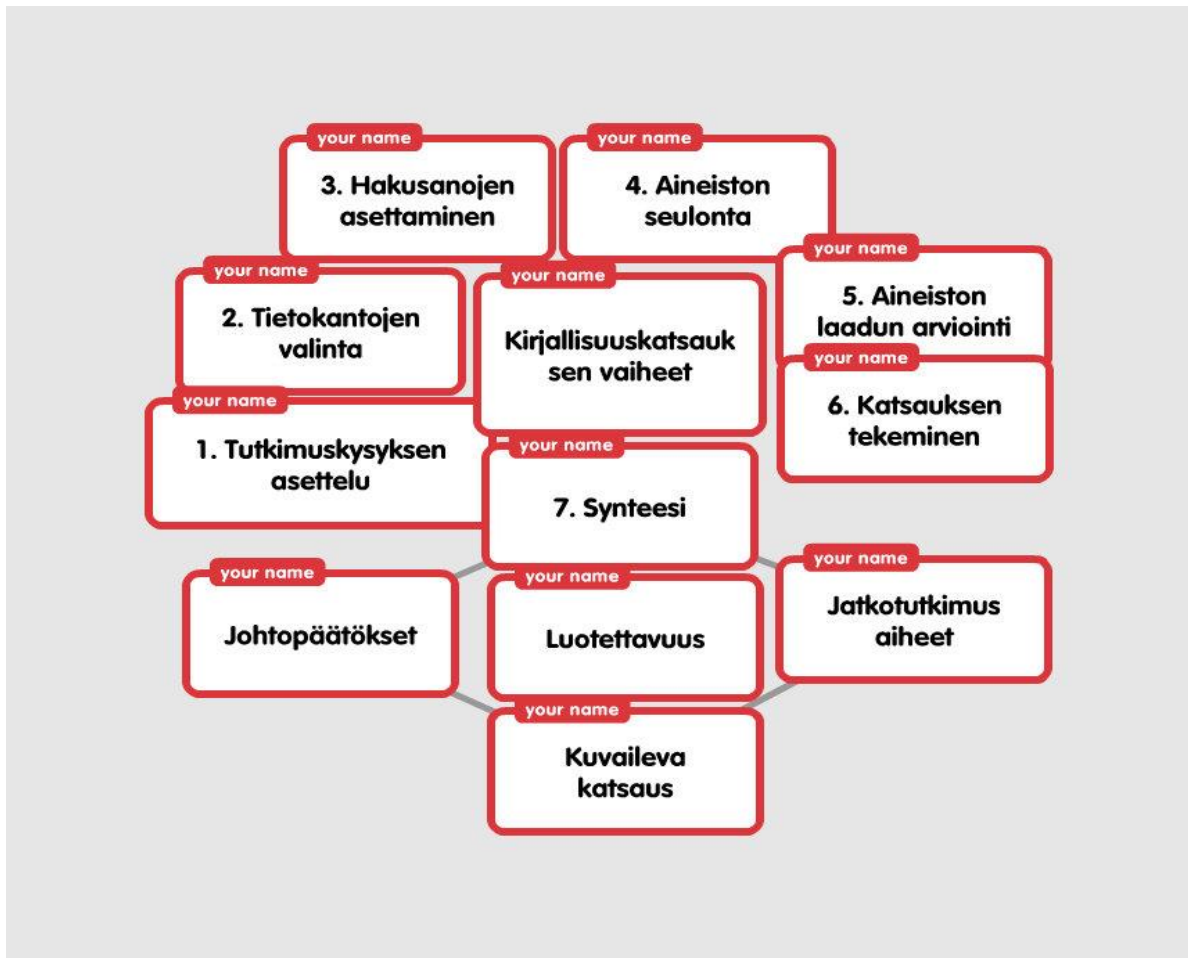 your name
3. Hakusanojen
asettaminen
your name
4. Aineiston
seulonta
your name
2. Tietokantojen
valinta
your name
Kirjallisuuskatsauk
sen vaiheet
your name
5. Aineiston
laadun arviointi
your name
6. Katsauksen
tekeminen
your name
1. Tutkimuskysyksen
asettelu
your name
7. Synteesi
your name
Johtopäätökset
your name
Luotettavuus
your name
Jatkotutkimus
aiheet
your name
Kuvaileva
katsaus